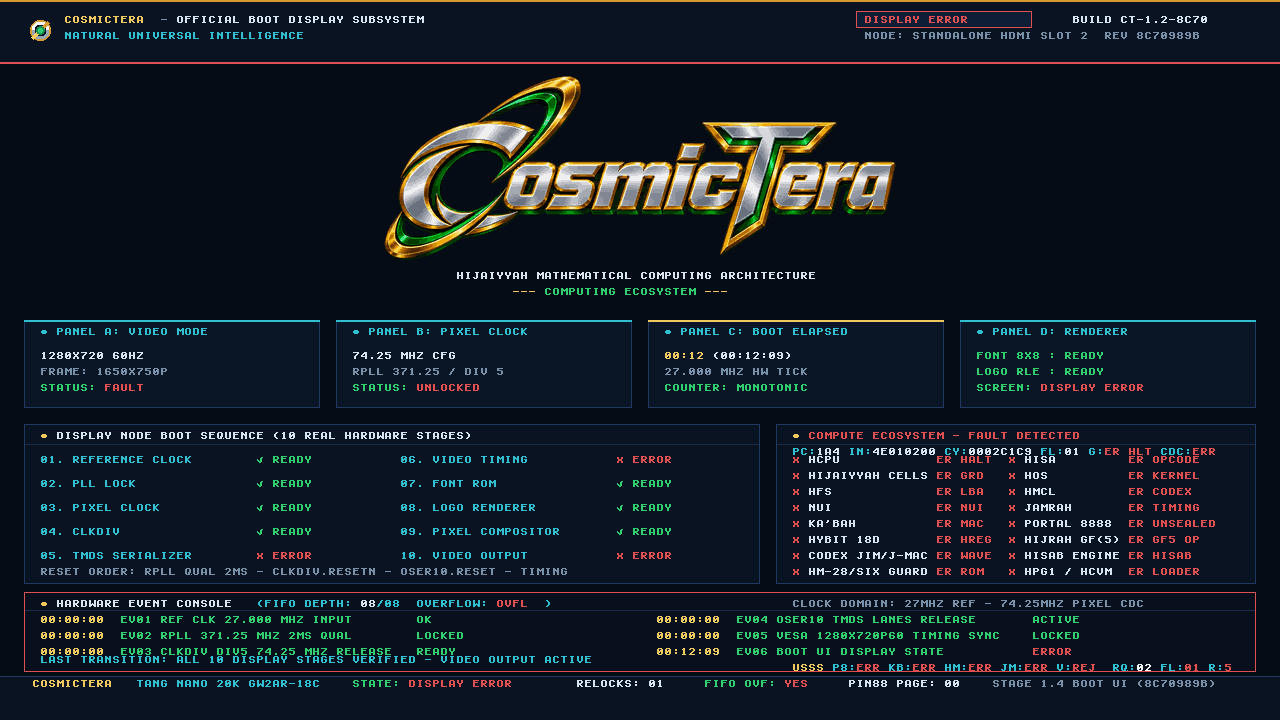 COSMICTERA - OFFICIAL BOOT DISPLAY SUBSYSTEM
NATURAL UNIVERSAL INTELLIGENCE
DISPLAY ERROR BUILD CT-1.2-8C70
NODE: STANDALONE HDMI SLOT 2 REV 8C70989B
CosmicTera
HIJAIYYAH MATHEMATICAL COMPUTING ARCHITECTURE
--- COMPUTING ECOSYSTEM ---
PANEL A: VIDEO MODE
1280X720 60HZ
FRAME: 1650X750P
STATUS: FAULT
PANEL B: PIXEL CLOCK
74.25 MHZ CFG
RPLL 371.25 / DIV 5
STATUS: UNLOCKED
PANEL C: BOOT ELAPSED
00:12 (00:12:09)
27.000 MHZ HW TICK
COUNTER: MONOTONIC
PANEL D: RENDERER
FONT 8X8 : READY
LOGO RLE : READY
SCREEN: DISPLAY ERROR
DISPLAY NODE BOOT SEQUENCE (10 REAL HARDWARE STAGES)
01. REFERENCE CLOCK √ READY 06. VIDEO TIMING x ERROR
02. PLL LOCK √ READY 07. FONT ROM √ READY
03. PIXEL CLOCK √ READY 08. LOGO RENDERER √ READY
04. CLKDIV √ READY 09. PIXEL COMPOSITOR √ READY
05. TMDS SERIALIZER x ERROR 10. VIDEO OUTPUT x ERROR
RESET ORDER: RPLL QUAL 2MS - CLKDIV.RESETN - OSER10.RESET - TIMING
COMPUTE ECOSYSTEM - FAULT DETECTED
PC:1A4 IN:4E010200 CY:0002C1C9 FL:01 G:ER HLT CDC:ERR
x HCPU ER HALT x HISA ER OPCODE
x HIJAIYYAH CELLS ER GRD x HOS ER KERNEL
x HFS ER LBA x HMCL ER CODEX
x NUI ER NUI x JAMRAH ER TIMING
x KA'BAH ER MAC x PORTAL 8888 ER UNSEALED
x HYBIT 18D ER HREG x HIJRAH GF(5) ER GF5 OP
x CODEX JIM/J-MAC ER WAVE x HISAB ENGINE ER HISAB
x HM-28/SIX GUARD ER ROM x HPG1 / HCVM ER LOADER
HARDWARE EVENT CONSOLE (FIFO DEPTH: 08/08 OVERFLOW: OVFL ) CLOCK DOMAIN: 27MHZ REF - 74.25MHZ PIXEL CDC
00:00:00 EV01 REF CLK 27.000 MHZ INPUT OK 00:00:00 EV04 OSER10 TMDS LANES RELEASE ACTIVE
00:00:00 EV02 RPLL 371.25 MHZ 2MS QUAL LOCKED 00:00:00 EV05 VESA 1280X720P60 TIMING SYNC LOCKED
00:00:00 EV03 CLKDIV DIV5 74.25 MHZ RELEASE READY 00:12:09 EV06 BOOT UI DISPLAY STATE ERROR
LAST TRANSITION: ALL 10 DISPLAY STAGES VERIFIED - VIDEO OUTPUT ACTIVE
USSS P8:ERR KB:ERR HM:ERR JM:ERR V:REJ RQ:02 FL:01 R:5
COSMICTERA TANG NANO 20K GW2AR-18C STATE: DISPLAY ERROR RELOCKS: 01 FIFO OVF: YES PIN88 PAGE: 00 STAGE 1.4 BOOT UI (8C70989B)